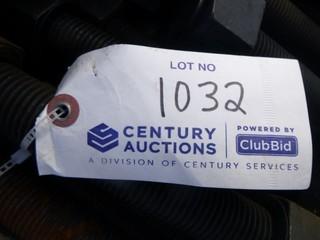 LOT NO
1032
CENTURY AUCTIONS
POWERED BY
ClubBid
A DIVISION OF CENTURY SERVICES